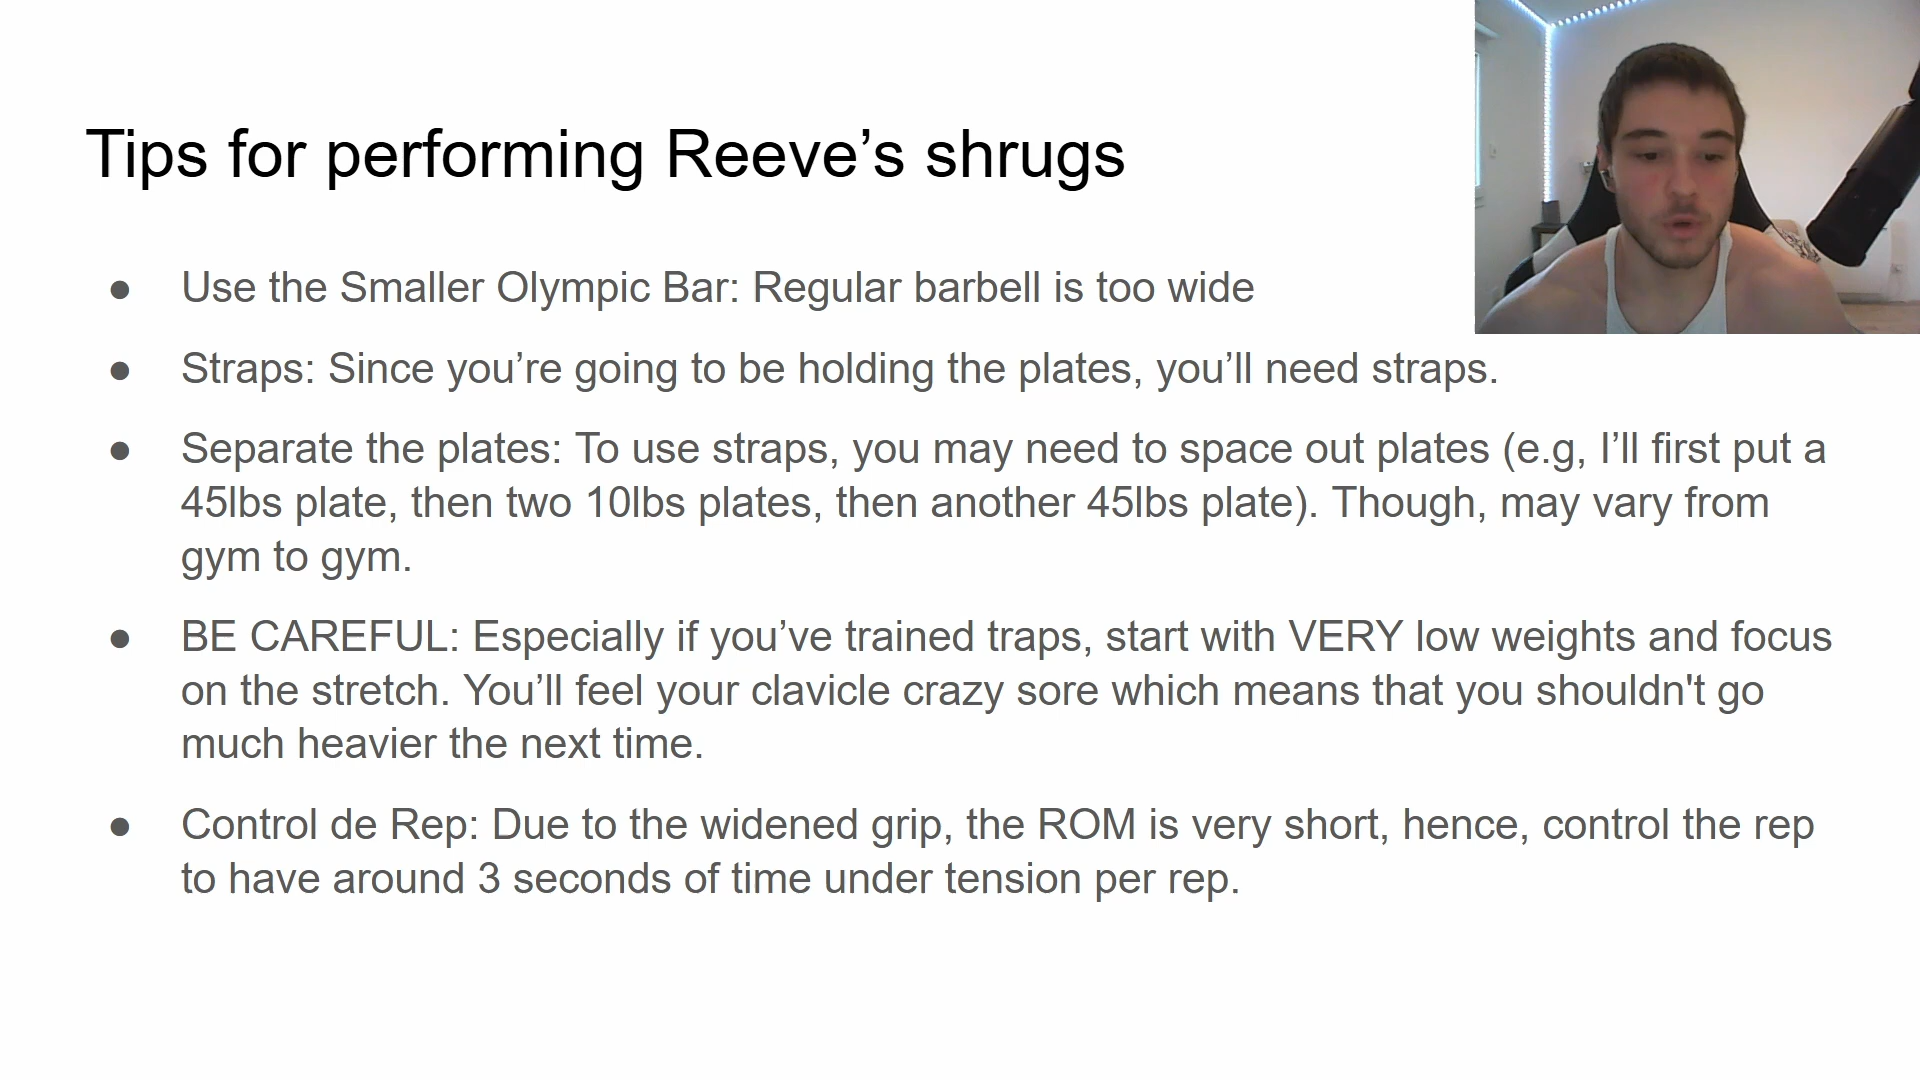 Tips for performing Reeve’s shrugs
● Use the Smaller Olympic Bar: Regular barbell is too wide
● Straps: Since you’re going to be holding the plates, you’ll need straps.
● Separate the plates: To use straps, you may need to space out plates (e.g, I’ll first put a
45lbs plate, then two 10lbs plates, then another 45lbs plate). Though, may vary from
gym to gym.
● BE CAREFUL: Especially if you’ve trained traps, start with VERY low weights and focus
on the stretch. You’ll feel your clavicle crazy sore which means that you shouldn't go
much heavier the next time.
● Control de Rep: Due to the widened grip, the ROM is very short, hence, control the rep
to have around 3 seconds of time under tension per rep.